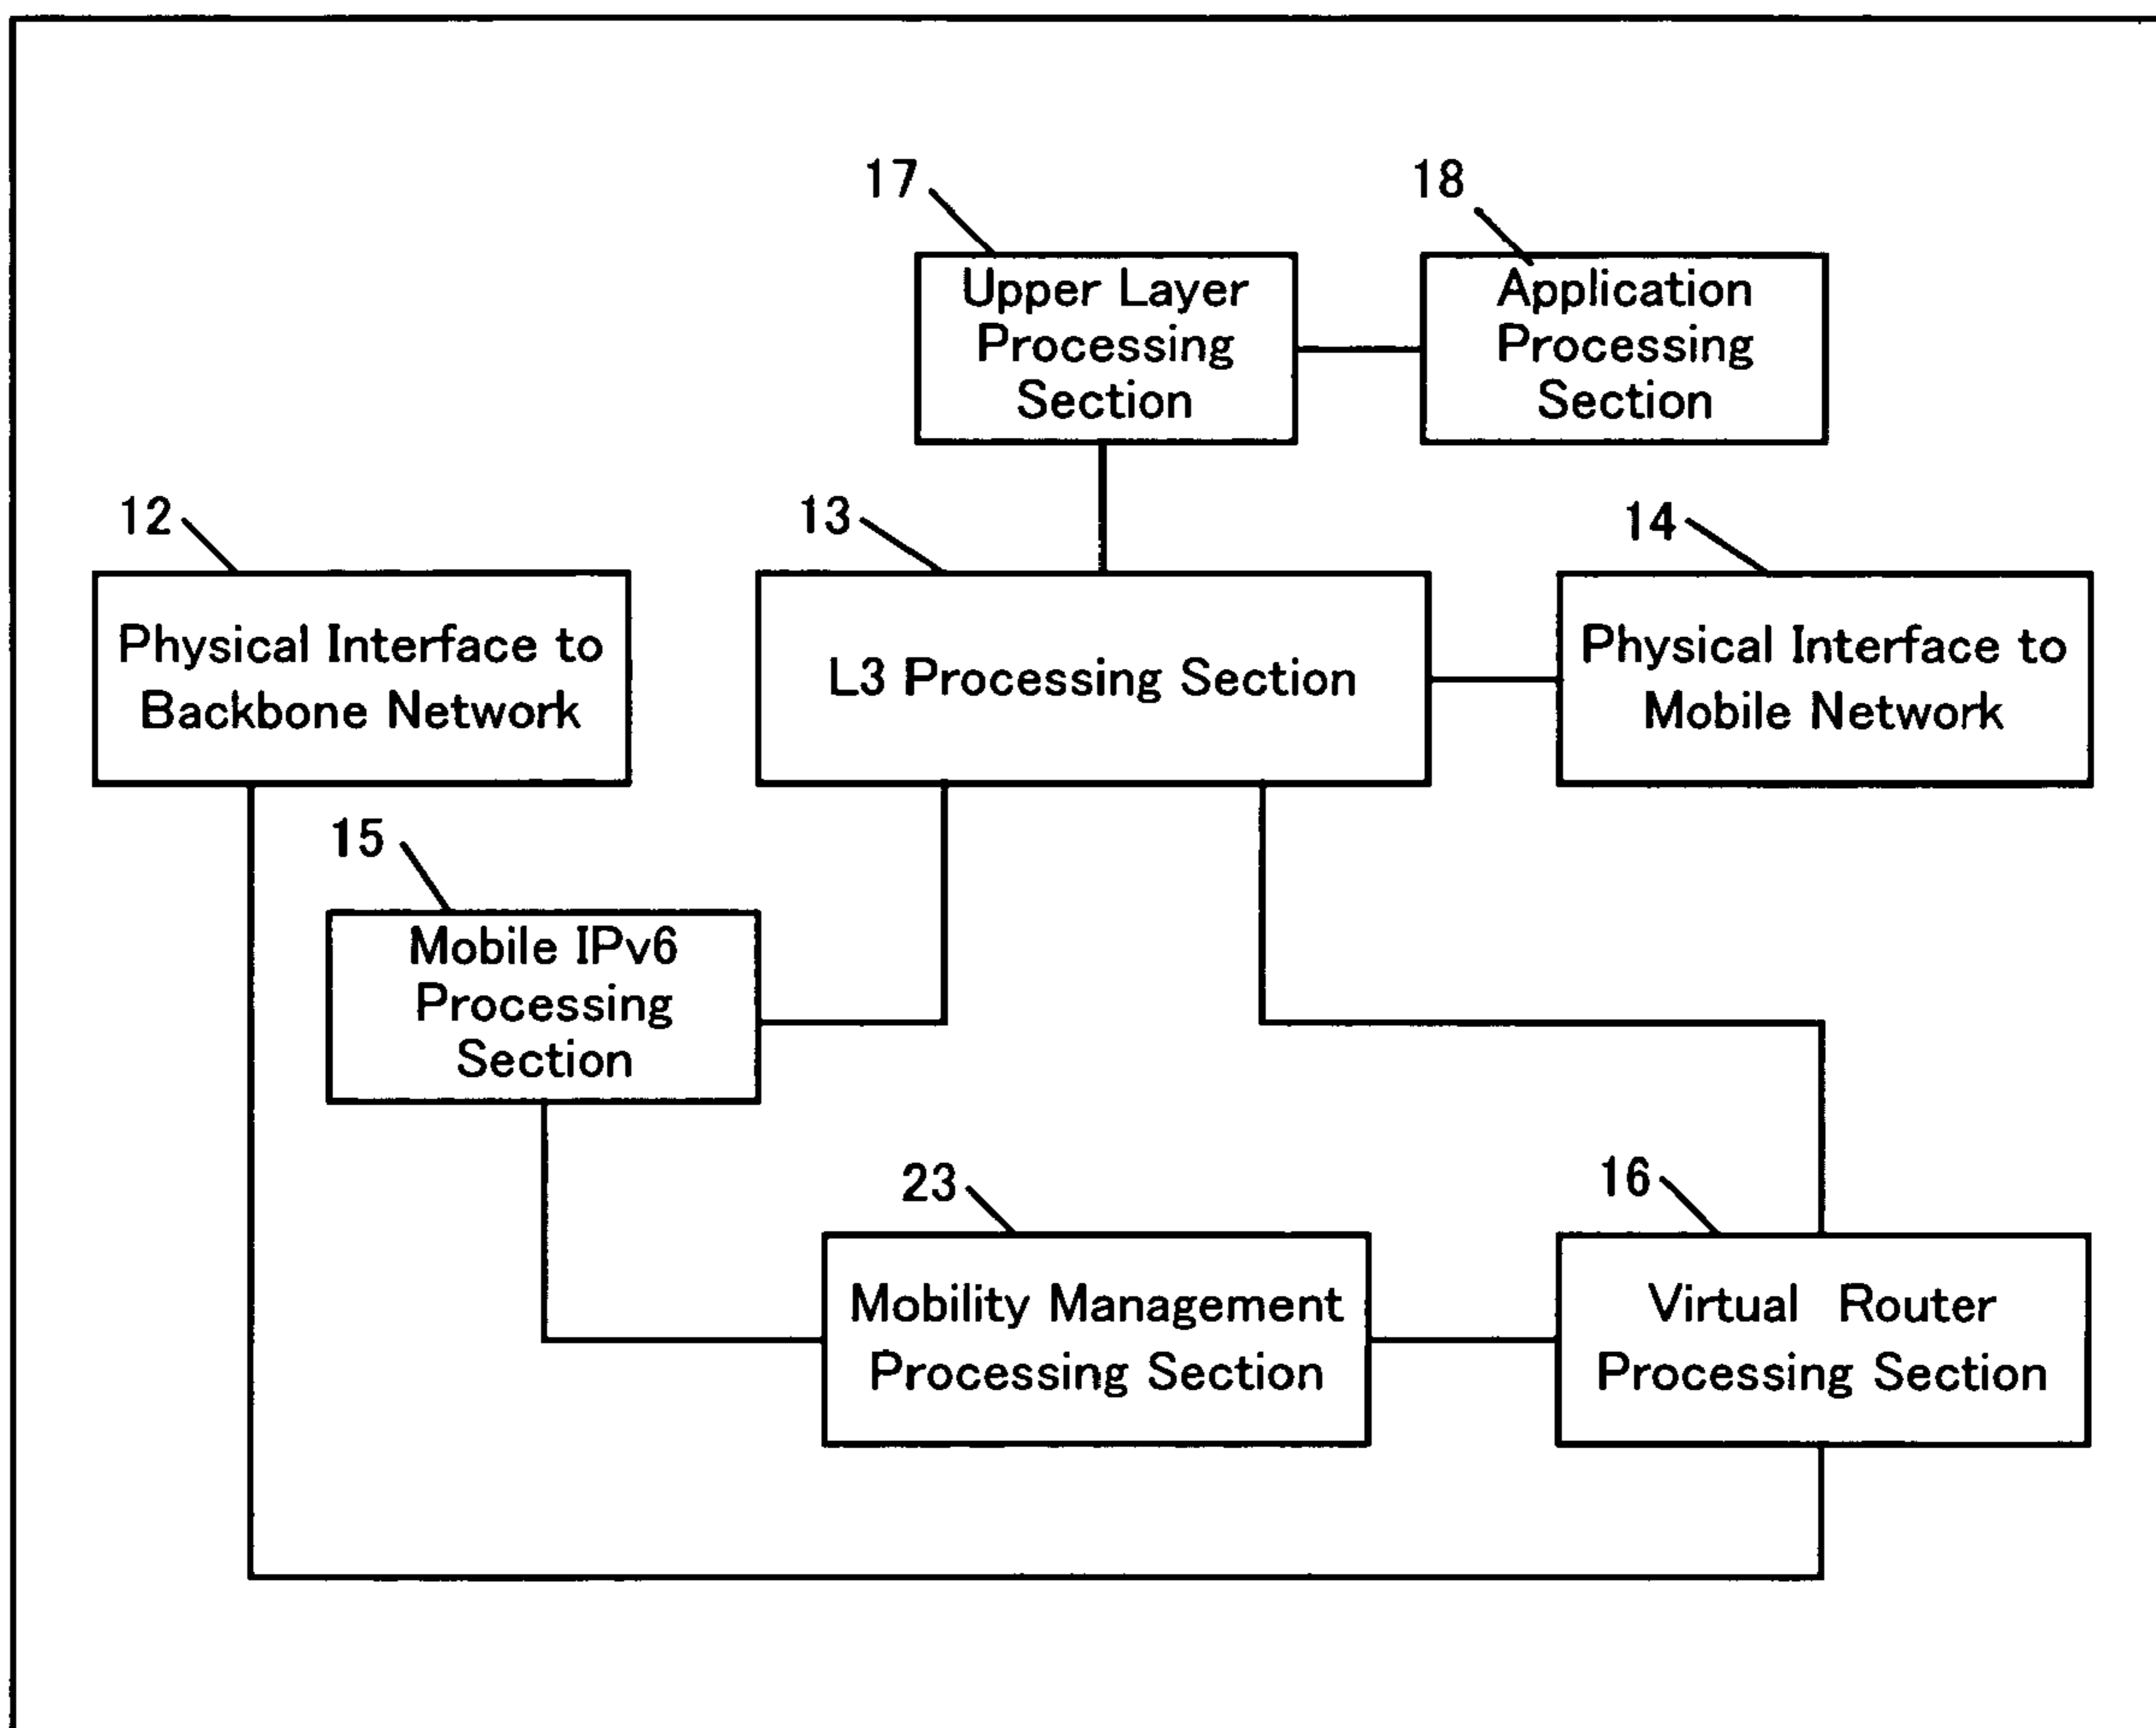 17
18
Upper Layer
Processing
Section
Application
Processing
Section
12
13
14
Physical Interface to
Backbone Network
L3 Processing Section
Physical Interface to
Mobile Network
15
Mobile IPv6
Processing
Section
23
16
Mobility Management
Processing Section
Virtual Router
Processing Section